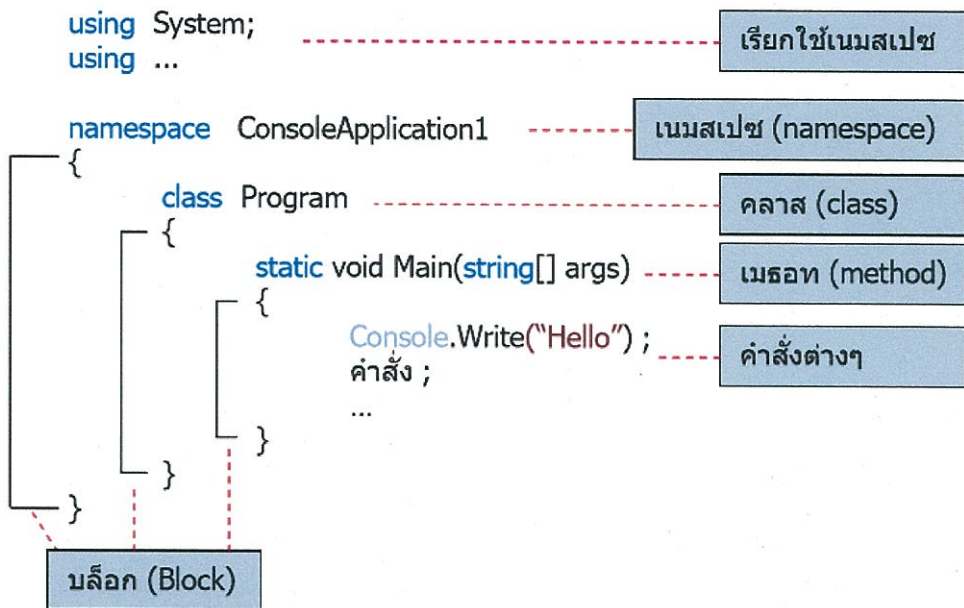 using System;
เรียกใช้เนมสเปซ
using ...
namespace ConsoleApplication1
เนมสเปซ (namespace)
{
class Program
คลาส (class)
{
static void Main(string[] args)
เมธอท (method)
{
Console.Write(“Hello”) ;
คำสั่งต่างๆ
คำสั่ง ;
...
}
}
}
บล็อก (Block)